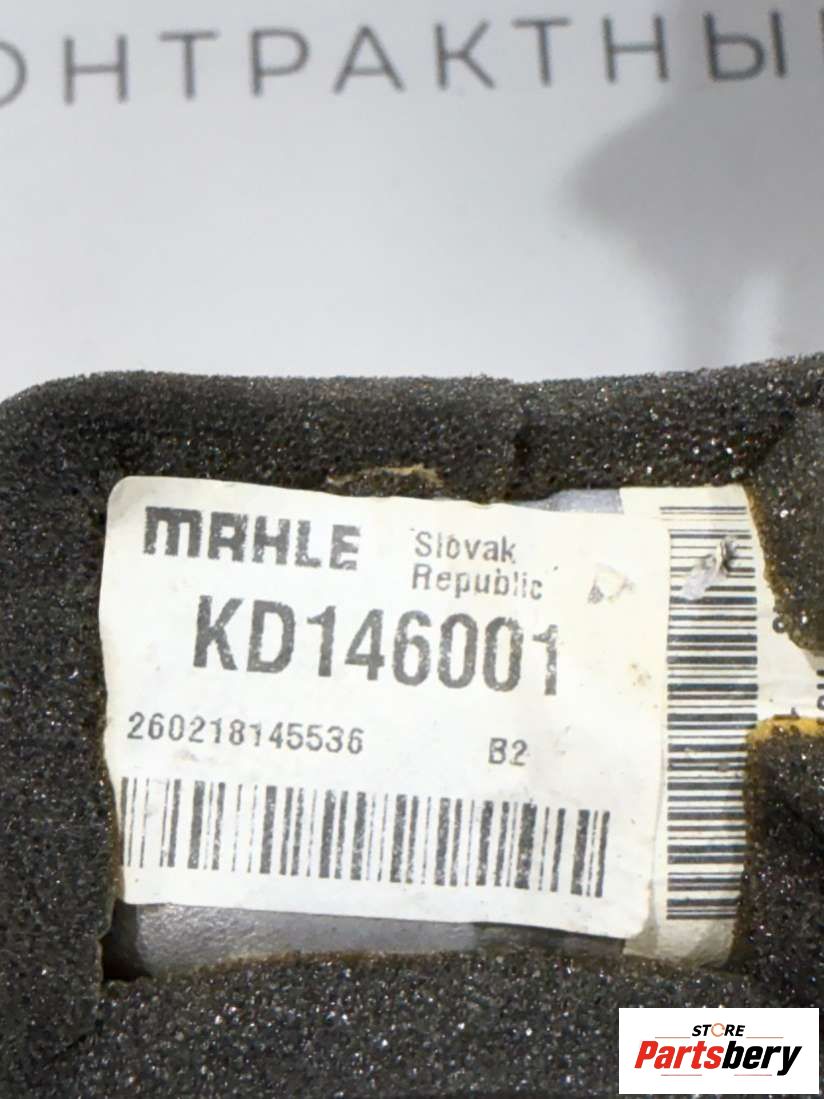 ОНТРАКТНЫ
MAHLE
Slovak
Republic
KD146001
260218145536 B2
STORE
Partsbery